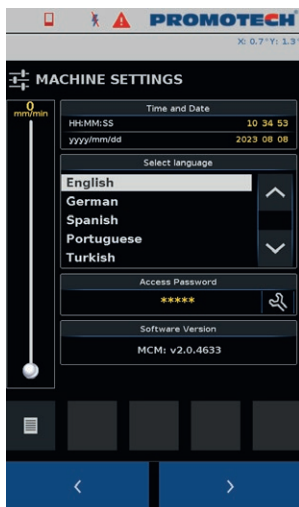 PROMOTECH
X: 0.7° Y: 1.3°
MACHINE SETTINGS
0
mm/min
Time and Date
HH:MM:SS 10 34 53
yyyy/mm/dd 2023 08 08
Select language
English
German
Spanish
Portuguese
Turkish
Access Password
*****
Software Version
MCM: v2.0.4633